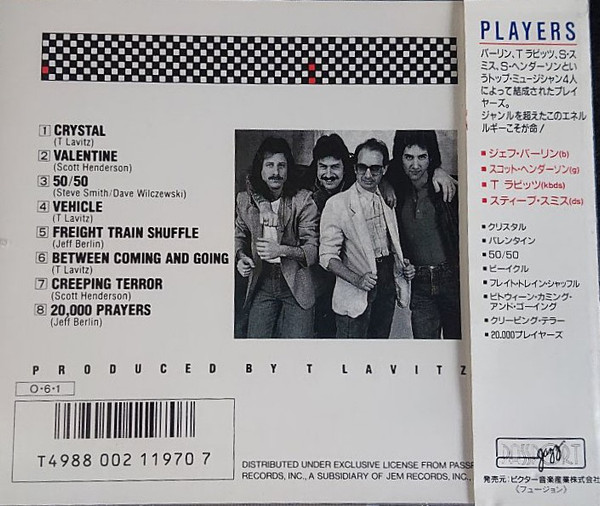 1 CRYSTAL
(T Lavitz)
2 VALENTINE
(Scott Henderson)
3 50/50
(Steve Smith/Dave Wilczewski)
4 VEHICLE
(T Lavitz)
5 FREIGHT TRAIN SHUFFLE
(Jeff Berlin)
6 BETWEEN COMING AND GOING
(T Lavitz)
7 CREEPING TERROR
(Scott Henderson)
8 20,000 PRAYERS
(Jeff Berlin)
PRODUCED BY T LAVITZ
O・6・1
T4988 002 11970 7
DISTRIBUTED UNDER EXCLUSIVE LICENSE FROM
RECORDS, INC., A SUBSIDIARY OF JEM RECORDS, INC.,
PLAYERS
バーリン、T ラビッツ、S・ス
ミス、S・ヘンダーソンとい
うトップ・ミュージシャン4人
によって結成されたプレイ
ヤーズ。
ジャンルを超えたこのエネル
ルギーこそが命!
■ジェフ・バーリン(b)
■スコット・ヘンダーソン(g)
■T ラビッツ(kbds)
■スティーブ・スミス(ds)
■クリスタル
■バレンタイン
■50/50
■ビークル
■フレイト・トレイン・シャッフル
■ビトウィーン・カミング・
アンド・ゴーイング
■クリーピング・テラー
■20,000プレイヤーズ
PASSPORT
jazz
発売元:ビクター音楽産業株式会社
《フュージョン》